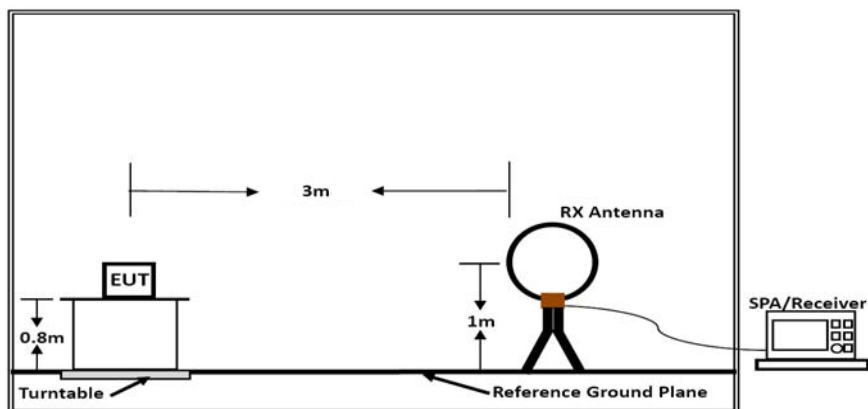 3m
RX Antenna
EUT
SPA/Receiver
0.8m
1m
Turntable
Reference Ground Plane